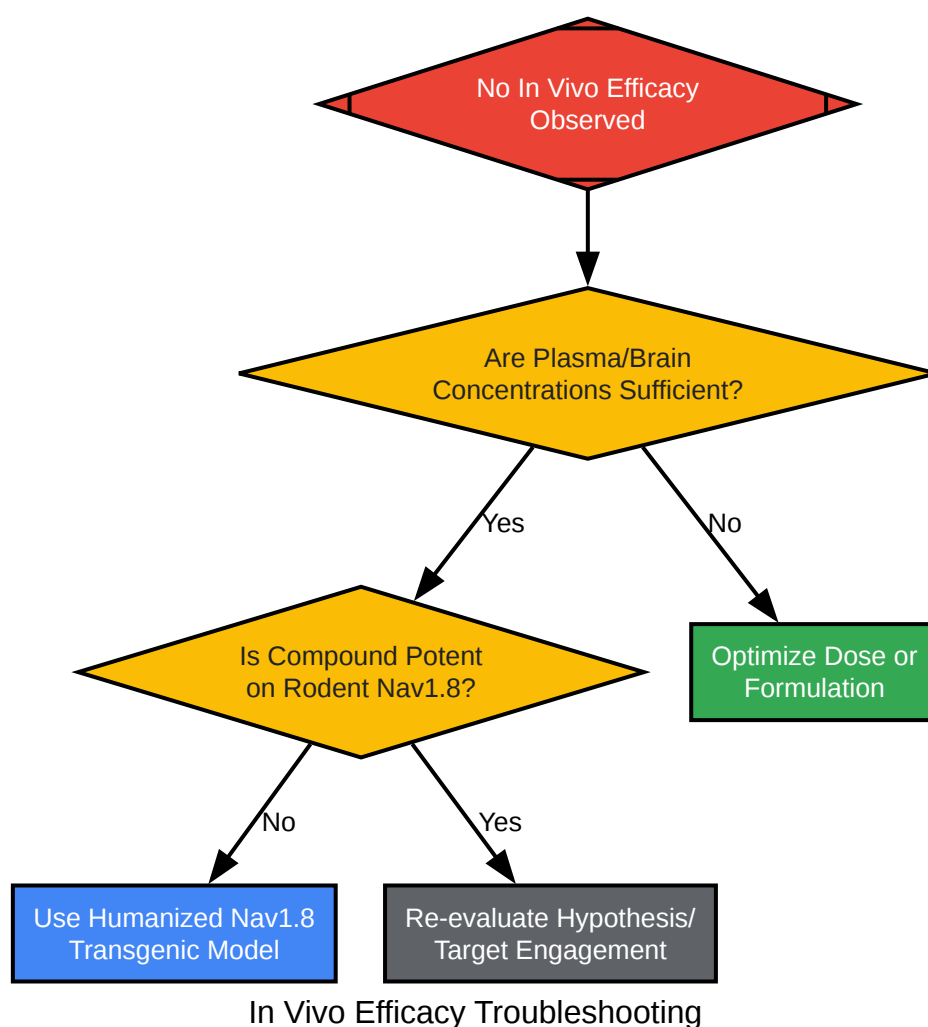 No In Vivo Efficacy
Observed
Are Plasma/Brain
Concentrations Sufficient?
Yes
No
Is Compound Potent
on Rodent Nav1.8?
Optimize Dose or
Formulation
No
Yes
Use Humanized Nav1.8
Transgenic Model
Re-evaluate Hypothesis/
Target Engagement
In Vivo Efficacy Troubleshooting